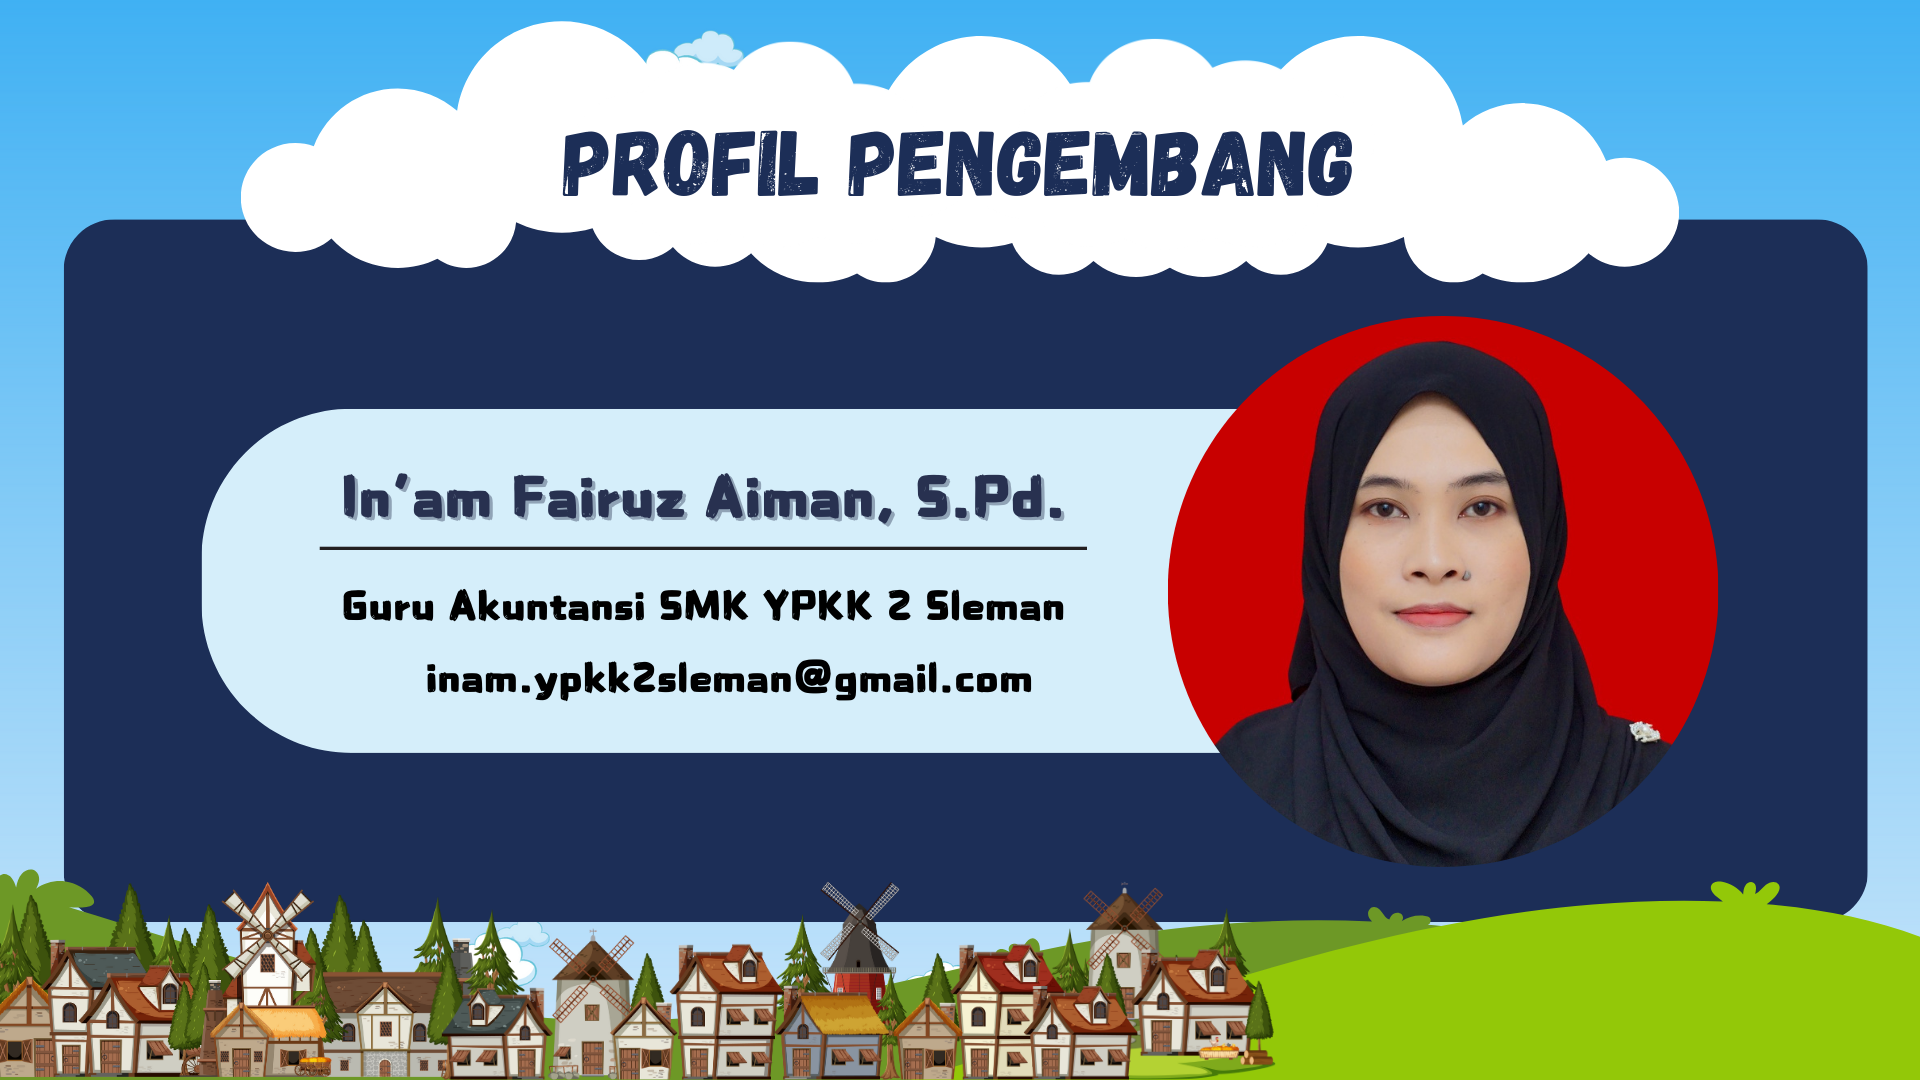 PROFIL PENGEMBANG
In'am Fairuz Aiman, S.Pd.
Guru Akuntansi SMK YPKK 2 Sleman
inam.ypkk2sleman@gmail.com